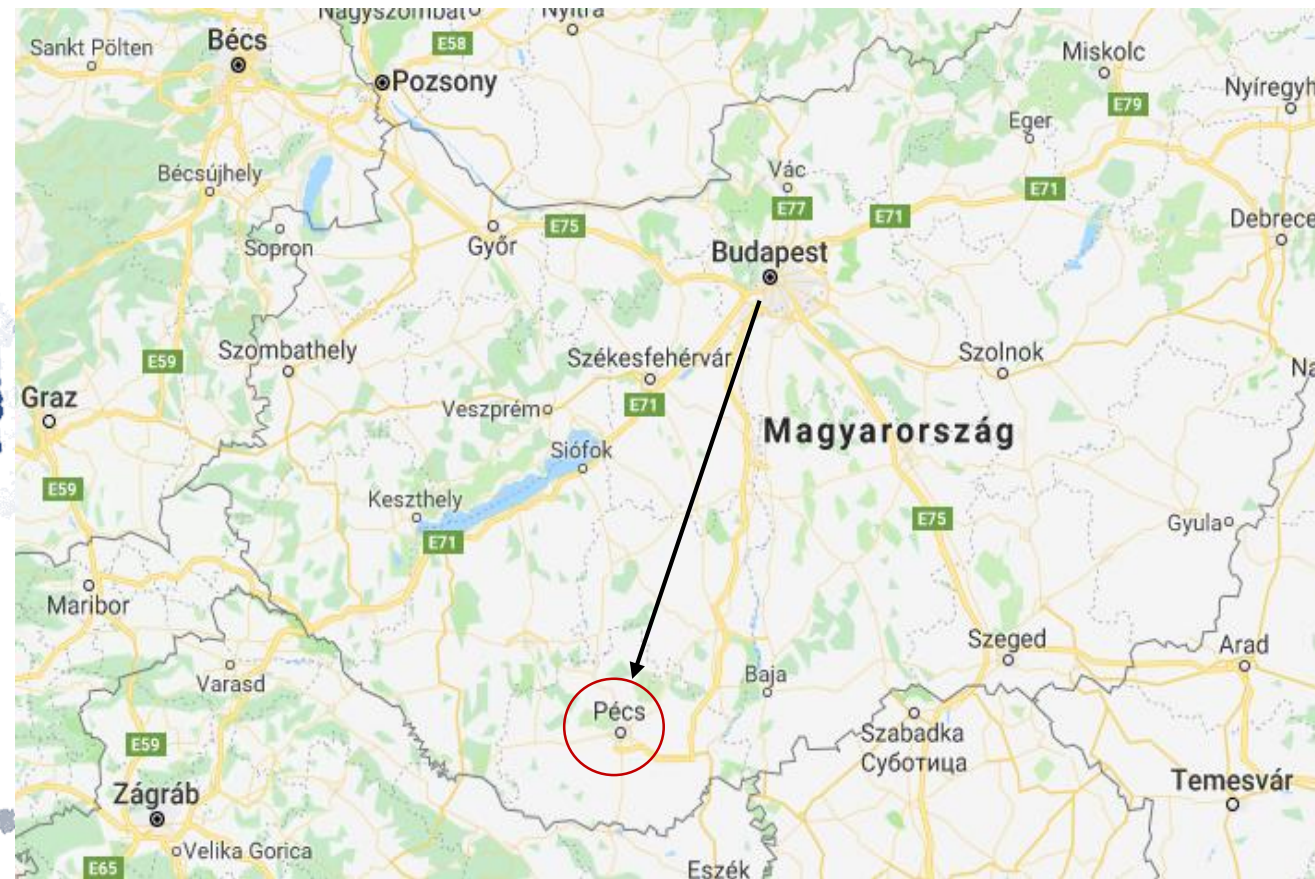 Nagyszombat
Nyitra
Sankt Pölten
Bécs
E58
Pozsony
Miskolc
E79
Nyíregyh
Eger
Bécsújhely
Vác
E77
E71
E71
Debrece
Sopron
Győr
E75
Budapest
E59
Szombathely
Székesfehérvár
Szolnok
Na
Graz
Veszprém
E71
Magyarország
Siófok
E59
Keszthely
E71
E75
Gyula
Maribor
Szeged
Arad
Varasd
Baja
Pécs
E59
Szabadka
Суботица
Zágráb
Temesvár
Velika Gorica
E65
Eszék